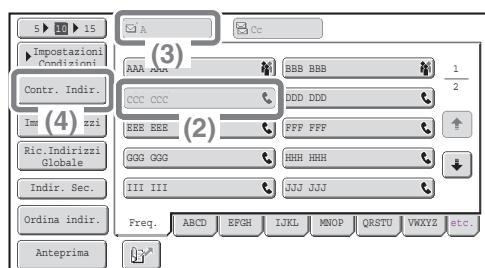 5 10 15
A
Cc
Impostazioni
Condizioni
(3)
AAA AAA
BBB BBB
1
2
Contr. Indir.
CCC CCC
DDD DDD
(4)
zzi
EEE EEE
(2)
FFF FFF
Ric.Indirizzi
Globale
GGG GGG
HHH HHH
Indir. Sec.
III III
JJJ JJJ
Ordina indir.
Freq. ABCD EFGH IJKL MNOP QRSTU VWXYZ etc.
Anteprima